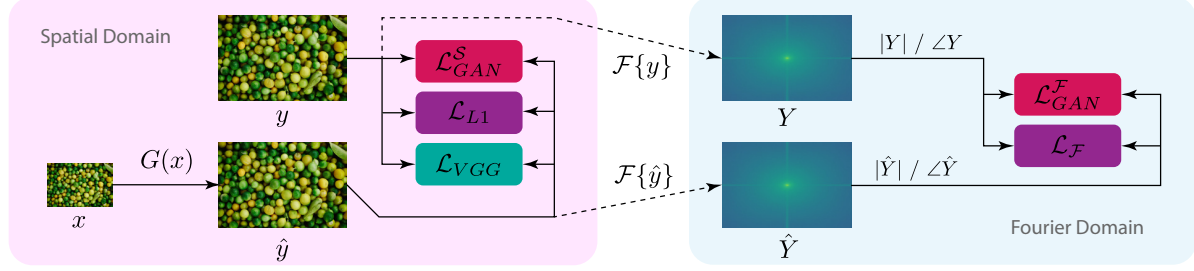 Spatial Domain
y
x
G(x)
ŷ
ℒ^𝒮_GAN
ℒ_L1
ℒ_VGG
ℱ{y}
ℱ{ŷ}
Y
Ŷ
|Y| / ∠Y
|Ŷ| / ∠Ŷ
ℒ^ℱ_GAN
ℒ_ℱ
Fourier Domain